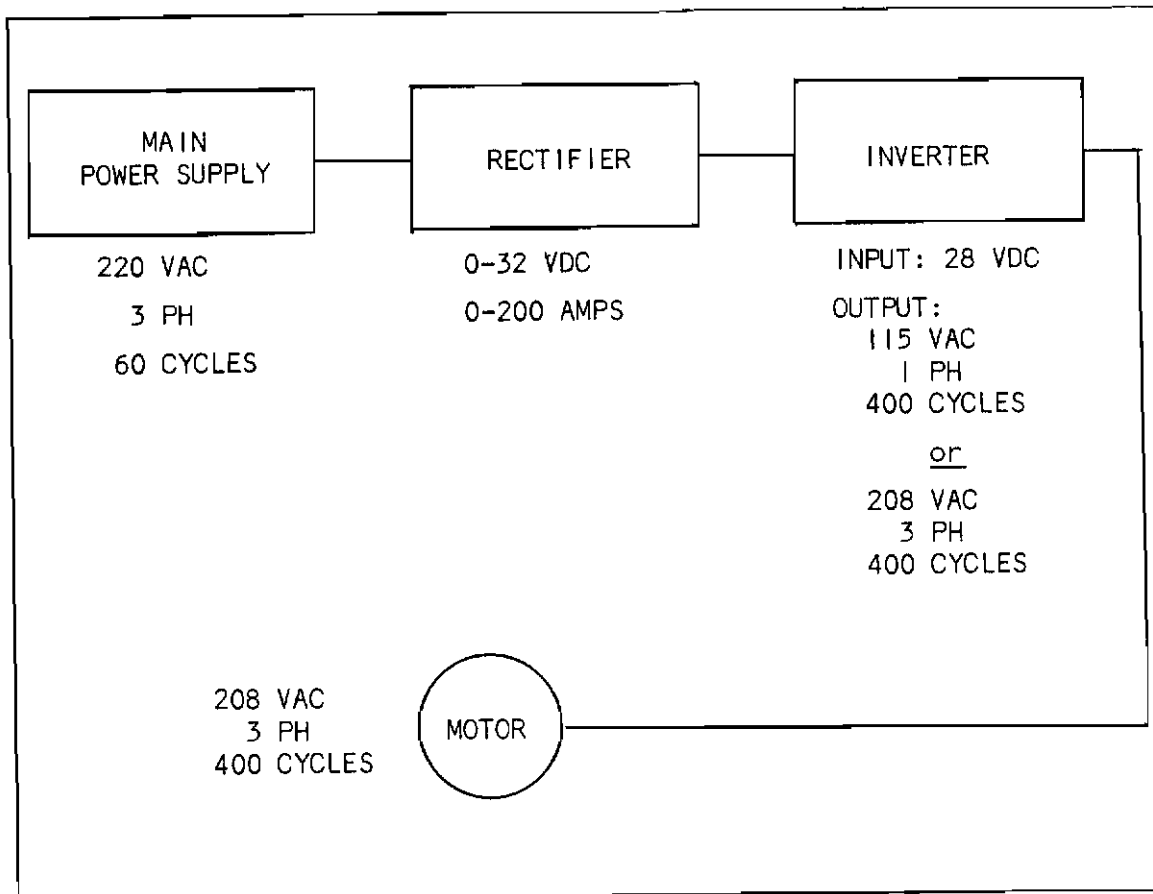 MAIN
POWER SUPPLY
RECTIFIER
INVERTER
220 VAC
3 PH
60 CYCLES
0-32 VDC
0-200 AMPS
INPUT: 28 VDC
OUTPUT:
115 VAC
1 PH
400 CYCLES
or
208 VAC
3 PH
400 CYCLES
208 VAC
3 PH
400 CYCLES
MOTOR